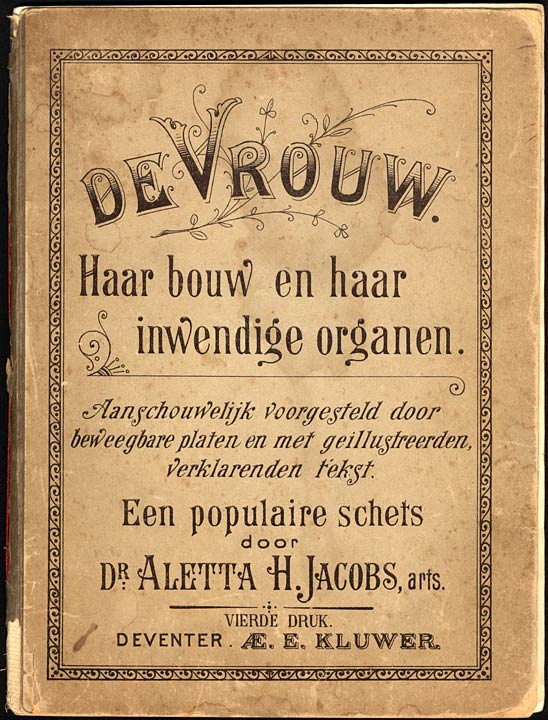 DE VROUW.
Haar bouw en haar
inwendige organen.
Aanschouwelijk voorgesteld door
beweegbare platen en met geillustreerden,
verklarenden tekst.
Een populaire schets
door
DR. ALETTA H. JACOBS, arts.
VIERDE DRUK.
DEVENTER. Æ. E. KLUWER.